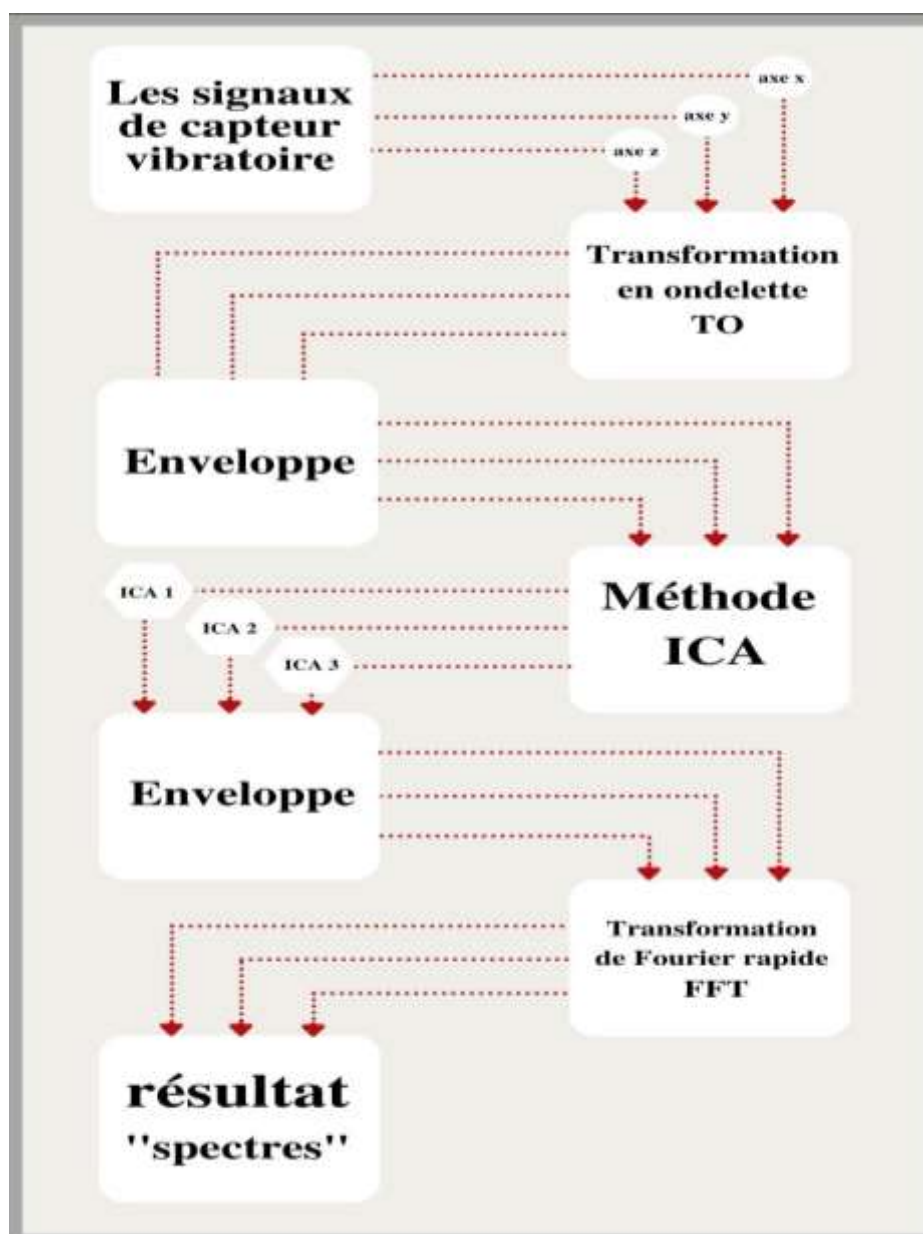 Les signaux
de capteur
vibratoire
axe x
axe y
axe z
Transformation
en ondelette
TO
Enveloppe
Méthode
ICA
ICA 1
ICA 2
ICA 3
Enveloppe
Transformation
de Fourier rapide
FFT
résultat
"spectres"